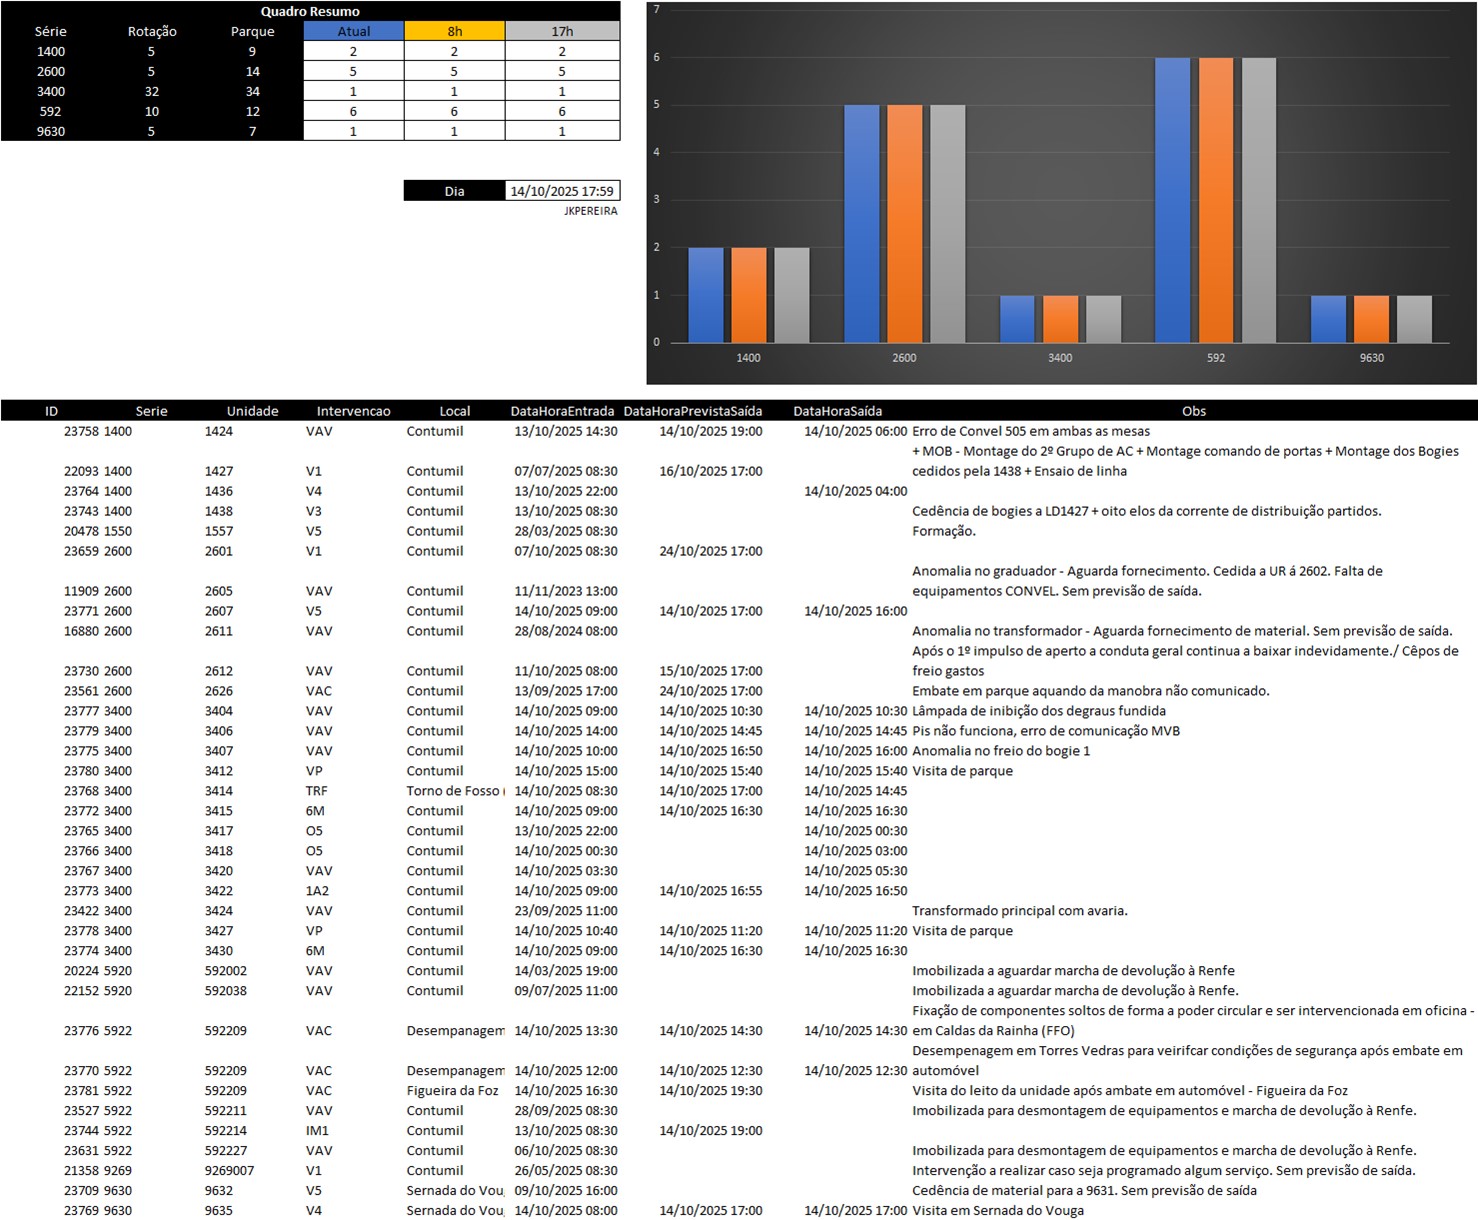 Quadro Resumo
Série Rotação Parque Atual 8h 17h
1400 5 9 2 2 2
2600 5 14 5 5 5
3400 32 34 1 1 1
592 10 12 6 6 6
9630 5 7 1 1 1
Dia 14/10/2025 17:59
JKPEREIRA
7
6
5
4
3
2
1
0
1400 2600 3400 592 9630
ID Serie Unidade Intervencao Local DataHoraEntrada DataHoraPrevistaSaída DataHoraSaída Obs
23758 1400 1424 VAV Contumil 13/10/2025 14:30 14/10/2025 19:00 14/10/2025 06:00 Erro de Convel 505 em ambas as mesas
+ MOB - Montage do 2º Grupo de AC + Montage comando de portas + Montage dos Bogies
22093 1400 1427 V1 Contumil 07/07/2025 08:30 16/10/2025 17:00 cedidos pela 1438 + Ensaio de linha
23764 1400 1436 V4 Contumil 13/10/2025 22:00 14/10/2025 04:00
23743 1400 1438 V3 Contumil 13/10/2025 08:30 Cedência de bogies a LD1427 + oito elos da corrente de distribuição partidos.
20478 1550 1557 V5 Contumil 28/03/2025 08:30 Formação.
23659 2600 2601 V1 Contumil 07/10/2025 08:30 24/10/2025 17:00
Anomalia no graduador - Aguarda fornecimento. Cedida a UR á 2602. Falta de
11909 2600 2605 VAV Contumil 11/11/2023 13:00 equipamentos CONVEL. Sem previsão de saída.
23771 2600 2607 V5 Contumil 14/10/2025 09:00 14/10/2025 17:00 14/10/2025 16:00
16880 2600 2611 VAV Contumil 28/08/2024 08:00 Anomalia no transformador - Aguarda fornecimento de material. Sem previsão de saída.
Após o 1º impulso de aperto a conduta geral continua a baixar indevidamente./ Cêpos de
23730 2600 2612 VAV Contumil 11/10/2025 08:00 15/10/2025 17:00 freio gastos
23561 2600 2626 VAC Contumil 13/09/2025 17:00 24/10/2025 17:00 Embate em parque aquando da manobra não comunicado.
23777 3400 3404 VAV Contumil 14/10/2025 09:00 14/10/2025 10:30 14/10/2025 10:30 Lâmpada de inibição dos degraus fundida
23779 3400 3406 VAV Contumil 14/10/2025 14:00 14/10/2025 14:45 14/10/2025 14:45 Pis não funciona, erro de comunicação MVB
23775 3400 3407 VAV Contumil 14/10/2025 10:00 14/10/2025 16:50 14/10/2025 16:00 Anomalia no freio do bogie 1
23780 3400 3412 VP Contumil 14/10/2025 15:00 14/10/2025 15:40 14/10/2025 15:40 Visita de parque
23768 3400 3414 TRF Torno de Fosso ( 14/10/2025 08:30 14/10/2025 17:00 14/10/2025 14:45
23772 3400 3415 6M Contumil 14/10/2025 09:00 14/10/2025 16:30 14/10/2025 16:30
23765 3400 3417 O5 Contumil 13/10/2025 22:00 14/10/2025 00:30
23766 3400 3418 O5 Contumil 14/10/2025 00:30 14/10/2025 03:00
23767 3400 3420 VAV Contumil 14/10/2025 03:30 14/10/2025 05:30
23773 3400 3422 1A2 Contumil 14/10/2025 09:00 14/10/2025 16:55 14/10/2025 16:50
23422 3400 3424 VAV Contumil 23/09/2025 11:00 Transformado principal com avaria.
23778 3400 3427 VP Contumil 14/10/2025 10:40 14/10/2025 11:20 14/10/2025 11:20 Visita de parque
23774 3400 3430 6M Contumil 14/10/2025 09:00 14/10/2025 16:30 14/10/2025 16:30
20224 5920 592002 VAV Contumil 14/03/2025 19:00 Imobilizada a aguardar marcha de devolução à Renfe
22152 5920 592038 VAV Contumil 09/07/2025 11:00 Imobilizada a aguardar marcha de devolução à Renfe.
Fixação de componentes soltos de forma a poder circular e ser intervencionada em oficina -
23776 5922 592209 VAC Desempanagem 14/10/2025 13:30 14/10/2025 14:30 14/10/2025 14:30 em Caldas da Rainha (FFO)
Desempenagem em Torres Vedras para veirifcar condições de segurança após embate em
23770 5922 592209 VAC Desempanagem 14/10/2025 12:00 14/10/2025 12:30 14/10/2025 12:30 automóvel
23781 5922 592209 VAC Figueira da Foz 14/10/2025 16:30 14/10/2025 19:30 Visita do leito da unidade após ambate em automóvel - Figueira da Foz
23527 5922 592211 VAV Contumil 28/09/2025 08:30 Imobilizada para desmontagem de equipamentos e marcha de devolução à Renfe.
23744 5922 592214 IM1 Contumil 13/10/2025 08:30 14/10/2025 19:00
23631 5922 592227 VAV Contumil 06/10/2025 08:30 Imobilizada para desmontagem de equipamentos e marcha de devolução à Renfe.
21358 9269 9269007 V1 Contumil 26/05/2025 08:30 Intervenção a realizar caso seja programado algum serviço. Sem previsão de saída.
23709 9630 9632 V5 Sernada do Vou 09/10/2025 16:00 Cedência de material para a 9631. Sem previsão de saída
23769 9630 9635 V4 Sernada do Vou 14/10/2025 08:00 14/10/2025 17:00 14/10/2025 17:00 Visita em Sernada do Vouga